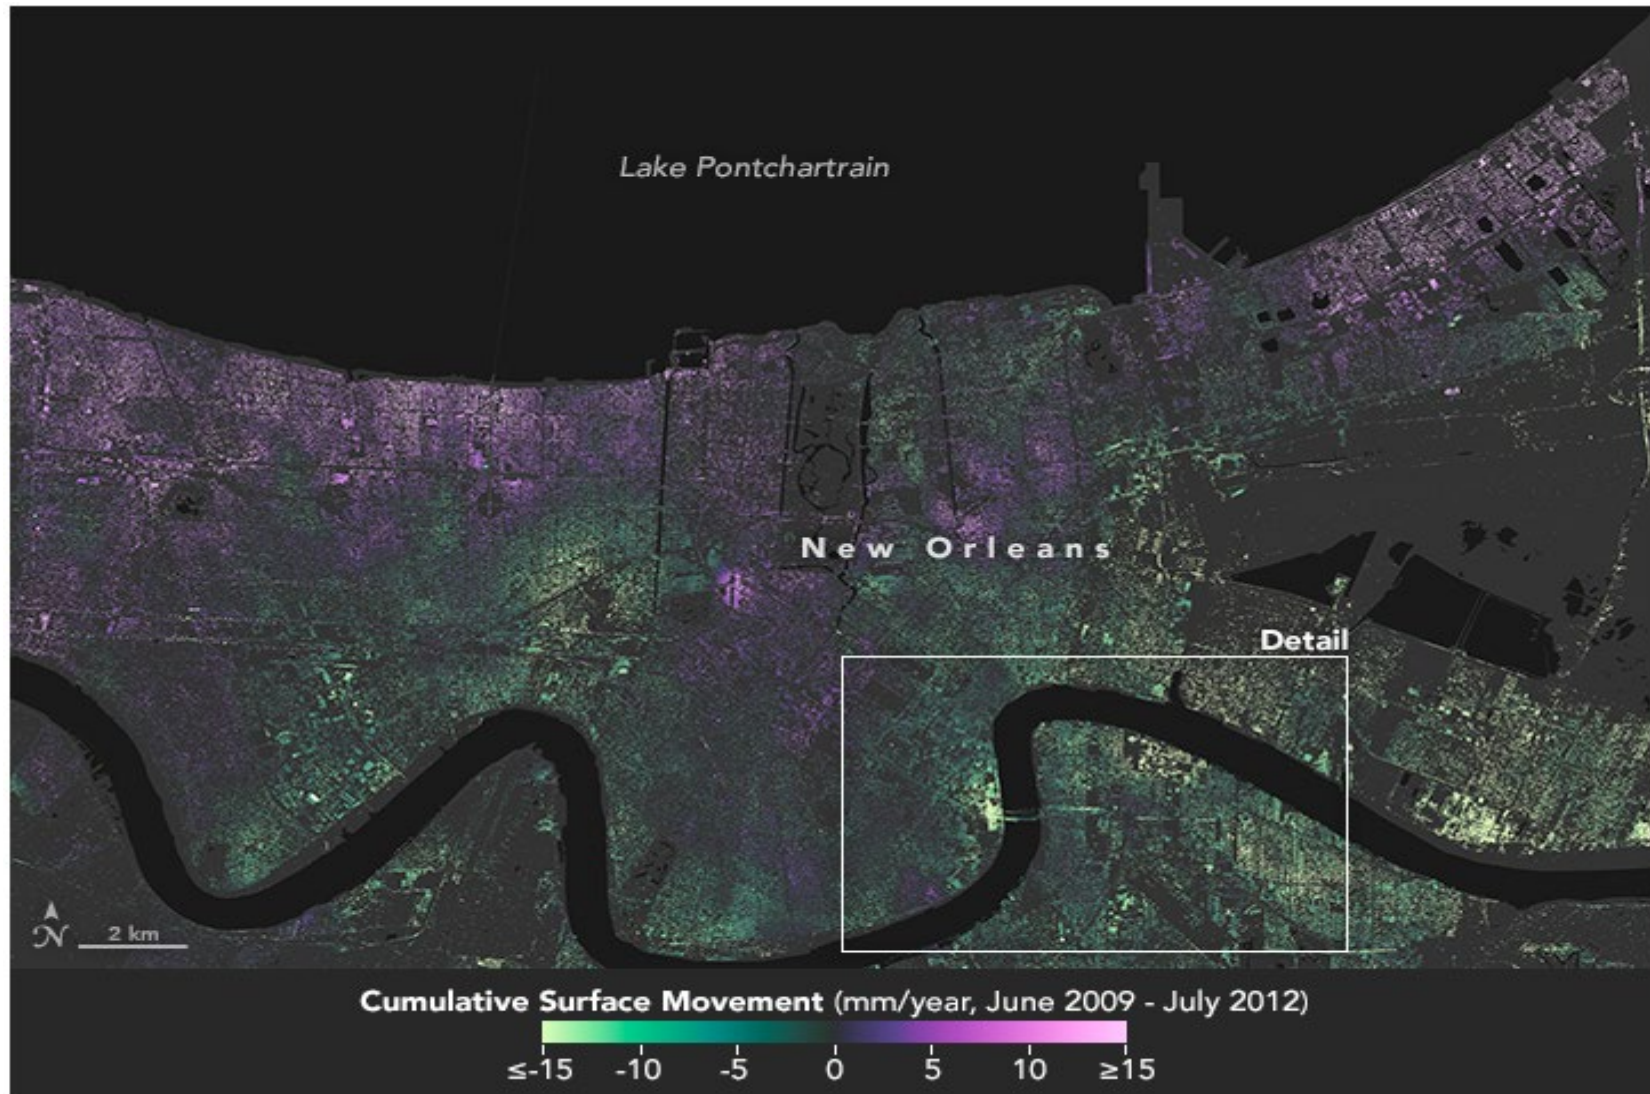 Lake Pontchartrain
New Orleans
Detail
N
2 km
Cumulative Surface Movement (mm/year, June 2009 - July 2012)
≤-15 -10 -5 0 5 10 ≥15